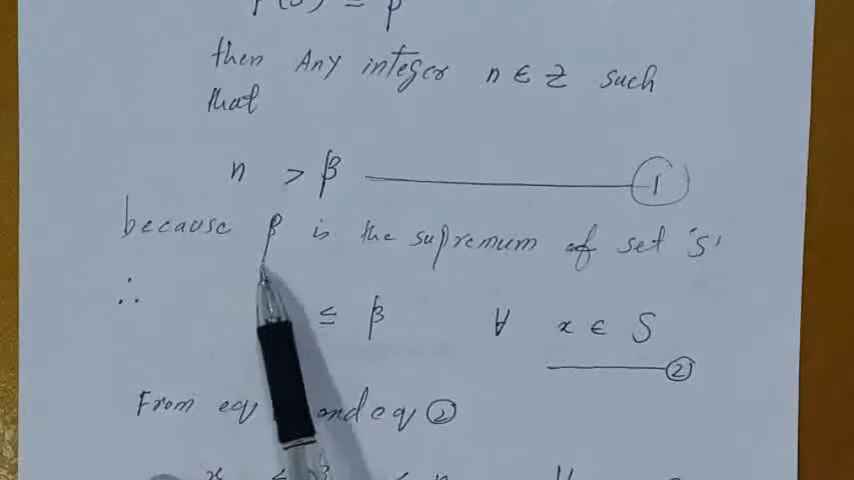 then Any integer n ∈ Z such
that
n > β ——— ①
because β is the supremum of set 'S'
∴ ≤ β ∀ x ∈ S
②
From eq and eq ②
x ≤ < n